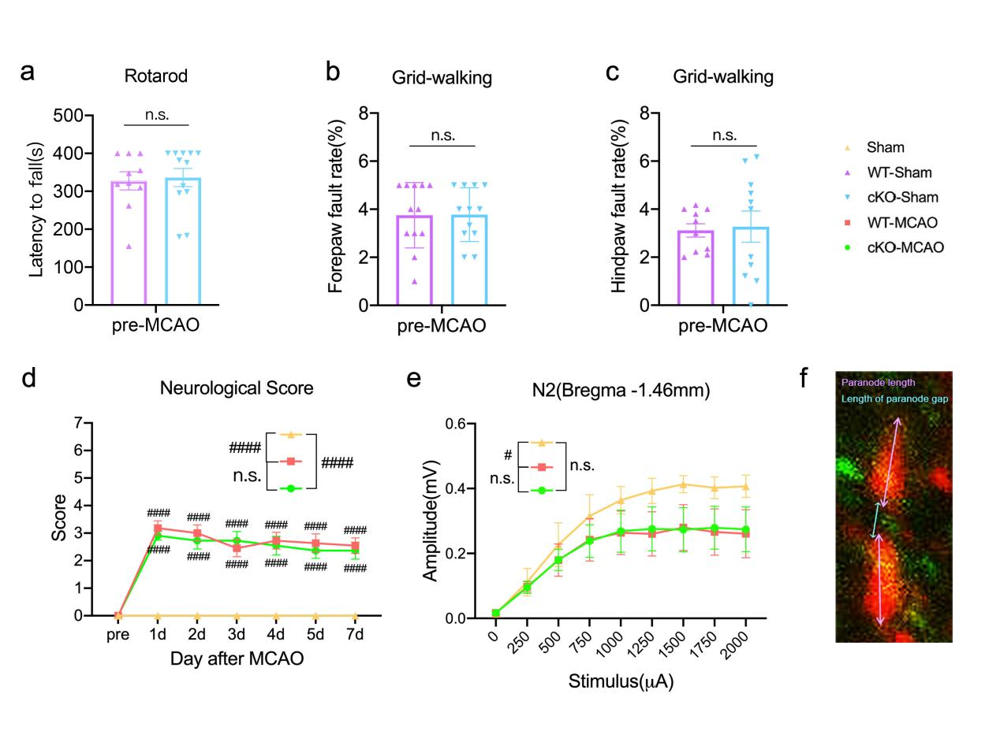 a
Rotarod
n.s.
Latency to fall(s)
500
400
300
200
100
0
pre-MCAO
b
Grid-walking
n.s.
Forepaw fault rate(%)
8
6
4
2
0
pre-MCAO
c
Grid-walking
n.s.
Hindpaw fault rate(%)
8
6
4
2
0
pre-MCAO
Sham
WT-Sham
cKO-Sham
WT-MCAO
cKO-MCAO
d
Neurological Score
Score
7
6
5
4
3
2
1
0
####
####
n.s.
#### #### #### #### #### ####
#### #### #### #### #### ####
pre 1d 2d 3d 4d 5d 7d
Day after MCAO
e
N2(Bregma -1.46mm)
Amplitude(mV)
0.6
0.4
0.2
0.0
#
n.s.
n.s.
0 250 500 750 1000 1250 1500 1750 2000
Stimulus(μA)
f
Paranode length
Length of paranode gap